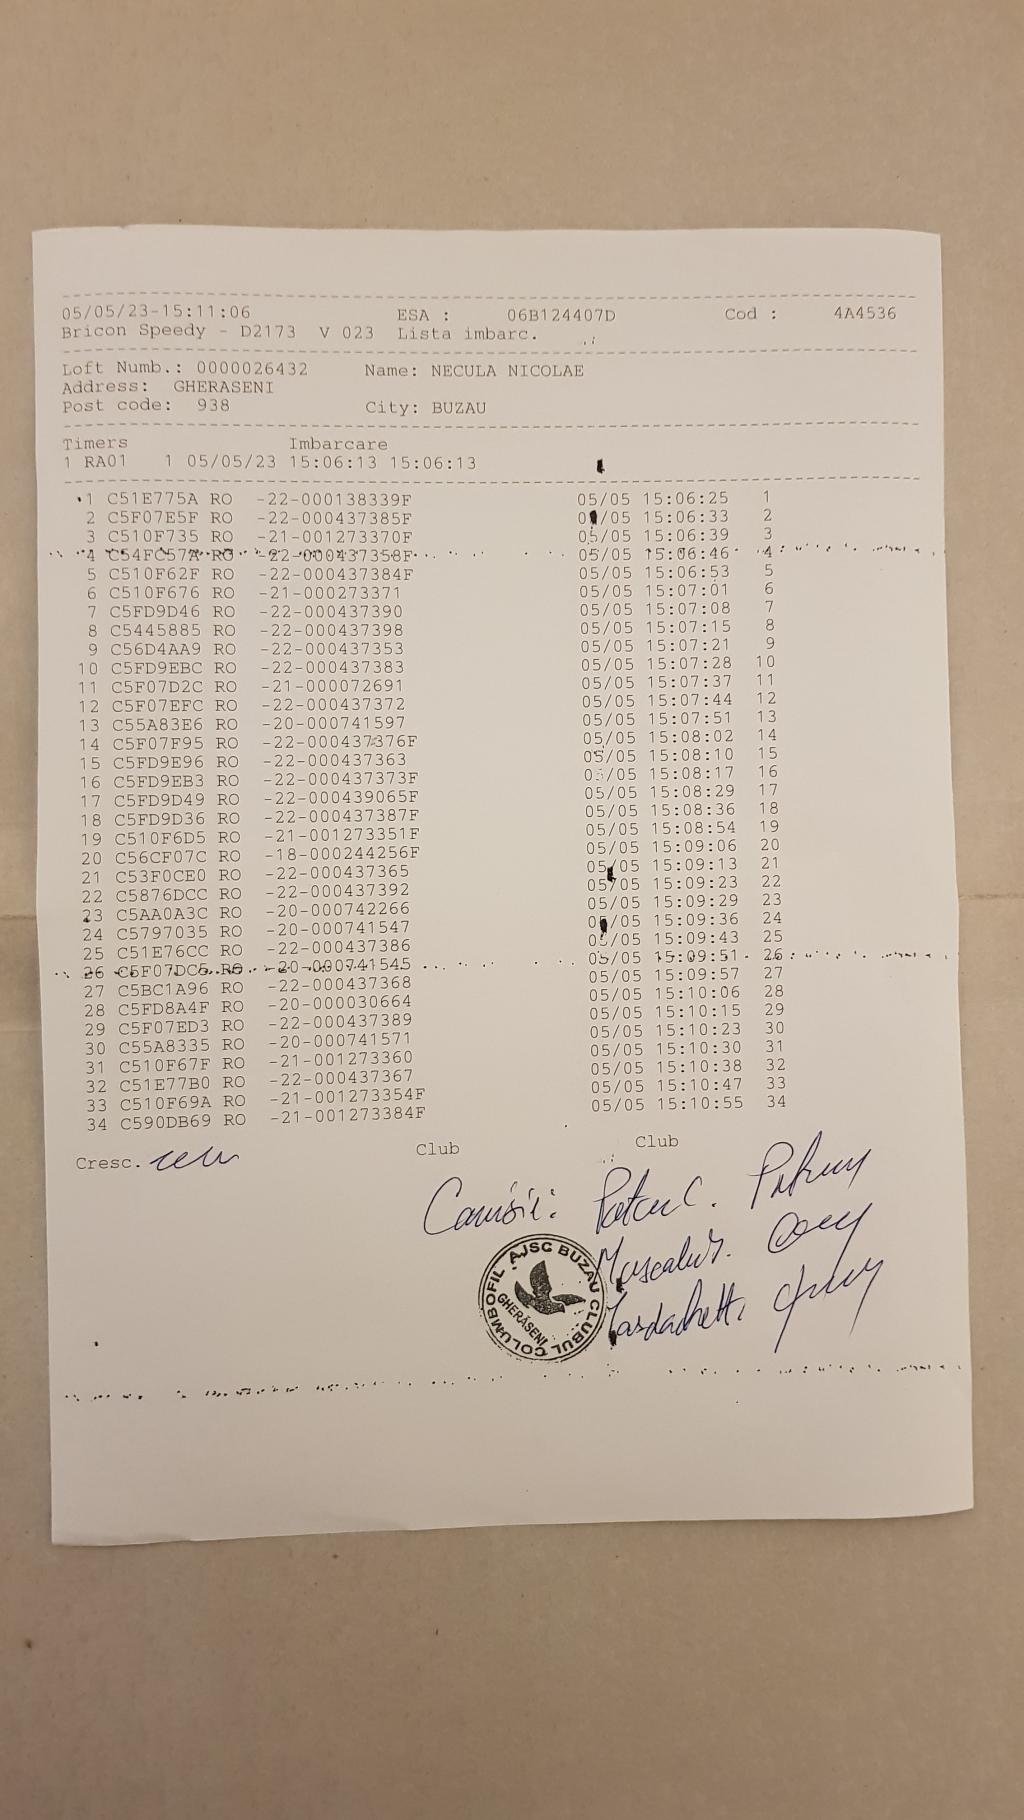 05/05/23-15:11:06 ESA : 06B124407D Cod : 4A4536
Bricon Speedy - D2173 V 023 Lista imbarc.
Loft Numb.: 0000026432 Name: NECULA NICOLAE
Address: GHERASENI
Post code: 938 City: BUZAU
Timers Imbarcare
1 RA01 1 05/05/23 15:06:13 15:06:13
1 C51E775A RO -22-000138339F 05/05 15:06:25 1
2 C5F07E5F RO -22-000437385F 05/05 15:06:33 2
3 C510F735 RO -21-001273370F 05/05 15:06:39 3
4 C54FC57A RO -22-000437358F 05/05 15:06:46 4
5 C510F62F RO -22-000437384F 05/05 15:06:53 5
6 C510F676 RO -21-000273371 05/05 15:07:01 6
7 C5FD9D46 RO -22-000437390 05/05 15:07:08 7
8 C5445885 RO -22-000437398 05/05 15:07:15 8
9 C56D4AA9 RO -22-000437353 05/05 15:07:21 9
10 C5FD9EBC RO -22-000437383 05/05 15:07:28 10
11 C5F07D2C RO -21-000072691 05/05 15:07:37 11
12 C5F07EFC RO -22-000437372 05/05 15:07:44 12
13 C55A83E6 RO -20-000741597 05/05 15:07:51 13
14 C5F07F95 RO -22-000437376F 05/05 15:08:02 14
15 C5FD9E96 RO -22-000437363 05/05 15:08:10 15
16 C5FD9EB3 RO -22-000437373F 05/05 15:08:17 16
17 C5FD9D49 RO -22-000439065F 05/05 15:08:29 17
18 C5FD9D36 RO -22-000437387F 05/05 15:08:36 18
19 C510F6D5 RO -21-001273351F 05/05 15:08:54 19
20 C56CF07C RO -18-000244256F 05/05 15:09:06 20
21 C53F0CE0 RO -22-000437365 05/05 15:09:13 21
22 C5876DCC RO -22-000437392 05/05 15:09:23 22
23 C5AA0A3C RO -20-000742266 05/05 15:09:29 23
24 C5797035 RO -20-000741547 05/05 15:09:36 24
25 C51E76CC RO -22-000437386 05/05 15:09:43 25
26 C5F07DC5 RO -20-000741545 05/05 15:09:51 26
27 C5BC1A96 RO -22-000437368 05/05 15:09:57 27
28 C5FD8A4F RO -20-000030664 05/05 15:10:06 28
29 C5F07ED3 RO -22-000437389 05/05 15:10:15 29
30 C55A8335 RO -20-000741571 05/05 15:10:23 30
31 C510F67F RO -21-001273360 05/05 15:10:30 31
32 C51E77B0 RO -22-000437367 05/05 15:10:38 32
33 C510F69A RO -21-001273354F 05/05 15:10:47 33
34 C590DB69 RO -21-001273384F 05/05 15:10:55 34
Cresc. Club Club
AJSC BUZAU CLUBUL COLUMBOFIL
GHERĂSENI